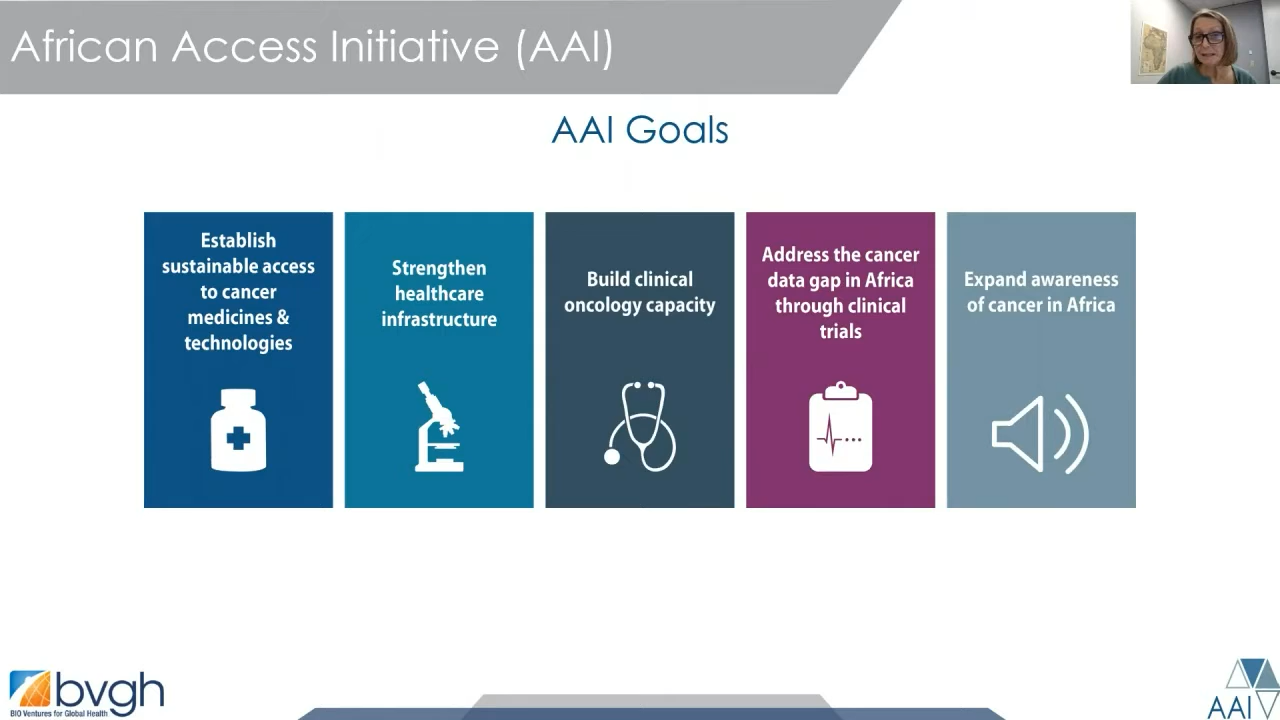 African Access Initiative (AAI)
AAI Goals
Establish
sustainable access
to cancer
medicines &
technologies
Strengthen
healthcare
infrastructure
Build clinical
oncology capacity
Address the cancer
data gap in Africa
through clinical
trials
Expand awareness
of cancer in Africa
bvgh
BIO Ventures for Global Health
AAI